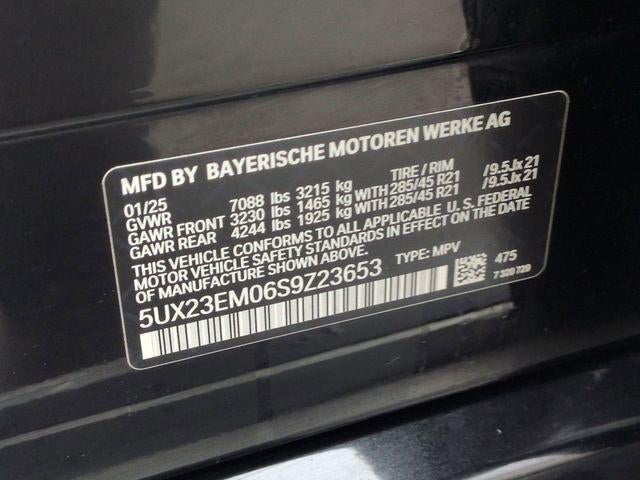 MFD BY BAYERISCHE MOTOREN WERKE AG
01/25 TIRE / RIM
GVWR 7088 lbs 3215 kg
GAWR FRONT 3230 lbs 1465 kg WITH 285/45 R21 / 9.5Jx21
GAWR REAR 4244 lbs 1925 kg WITH 285/45 R21 / 9.5Jx21
THIS VEHICLE CONFORMS TO ALL APPLICABLE U.S. FEDERAL
MOTOR VEHICLE SAFETY STANDARDS IN EFFECT ON THE DATE
OF MANUFACTURE SHOWN ABOVE.
5UX23EM06S9Z23653 TYPE: MPV 475
7 320 729